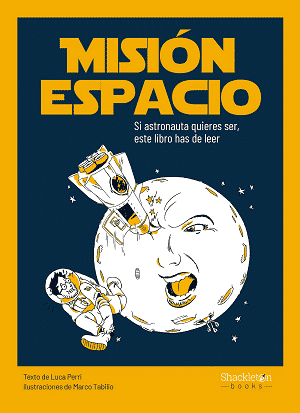 MISIÓN
ESPACIO
Si astronauta quieres ser,
este libro has de leer
Texto de Luca Perri
Ilustraciones de Marco Tabilio
Shackleton
books